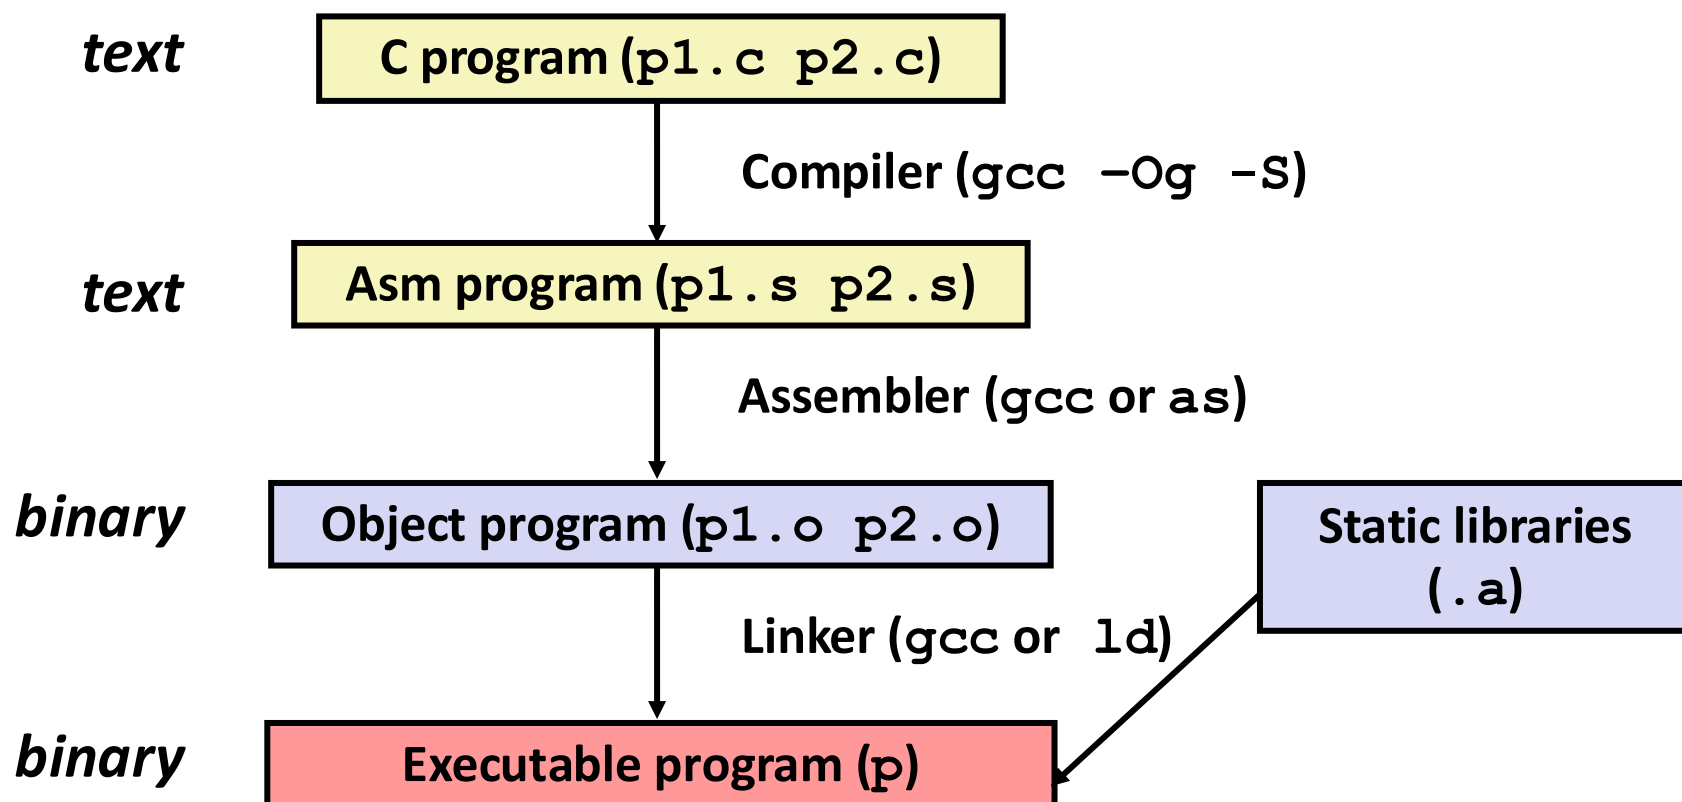 text
C program (p1.c p2.c)
Compiler (gcc –Og -S)
text
Asm program (p1.s p2.s)
Assembler (gcc or as)
binary
Object program (p1.o p2.o)
Static libraries
(.a)
Linker (gcc or ld)
binary
Executable program (p)